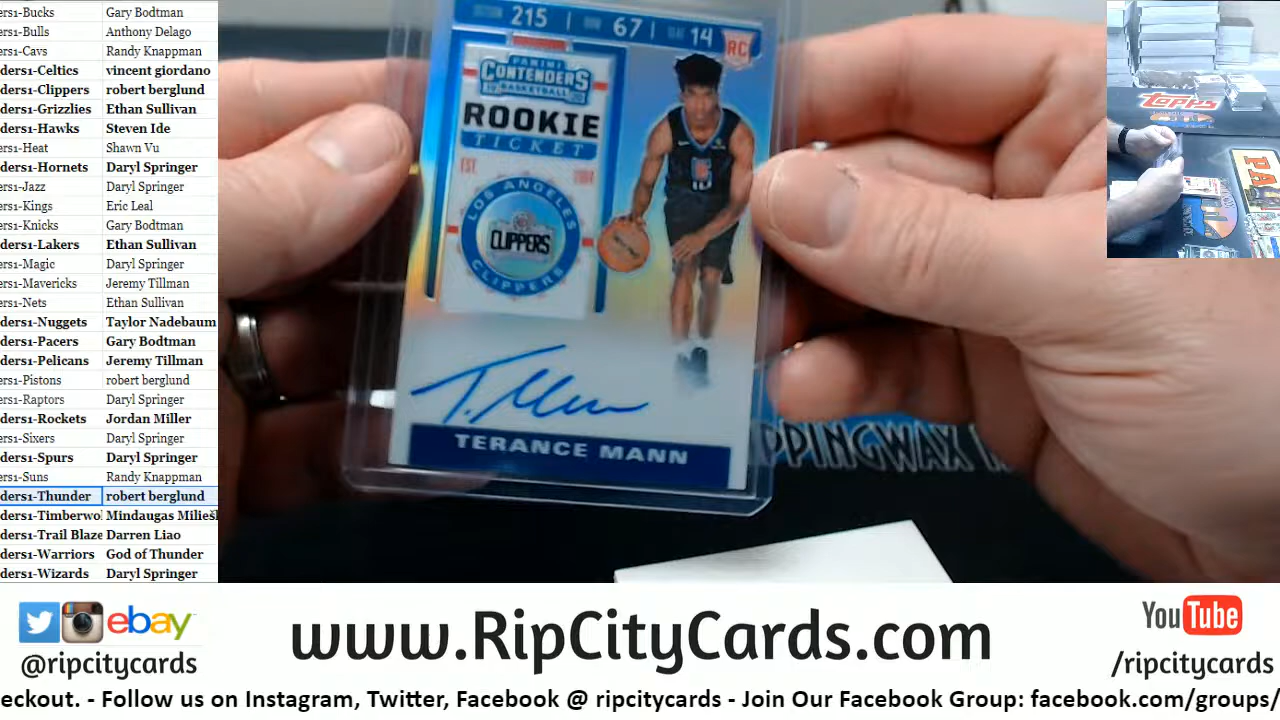 ers1-Bucks Gary Bodtman
ers1-Bulls Anthony Delago
ers1-Cavs Randy Knappman
ders1-Celtics vincent giordano
ders1-Clippers robert berglund
ders1-Grizzlies Ethan Sullivan
ders1-Hawks Steven Ide
ders1-Heat Shawn Vu
ders1-Hornets Daryl Springer
ers1-Jazz Daryl Springer
ers1-Kings Eric Leal
ders1-Knicks Gary Bodtman
ders1-Lakers Ethan Sullivan
ers1-Magic Daryl Springer
ders1-Mavericks Jeremy Tillman
ers1-Nets Ethan Sullivan
ders1-Nuggets Taylor Nadebaum
ders1-Pacers Gary Bodtman
ders1-Pelicans Jeremy Tillman
ers1-Pistons robert berglund
ers1-Raptors Daryl Springer
ders1-Rockets Jordan Miller
ers1-Sixers Daryl Springer
ders1-Spurs Daryl Springer
ers1-Suns Randy Knappman
ders1-Thunder robert berglund
ders1-Timberwo Mindaugas Milieš
ders1-Trail Blaze Darren Liao
ders1-Warriors God of Thunder
ders1-Wizards Daryl Springer
215 | 67 | 14
RC
PANINI
CONTENDERS
BASKETBALL
ROOKIE
TICKET
EST.
LOS ANGELES
CLIPPERS
CLIPPERS
T. Mann
TERANCE MANN
PPINGWAX
Topps
PA
ebay
@ripcitycards
www.RipCityCards.com
YouTube
/ripcitycards
eckout. - Follow us on Instagram, Twitter, Facebook @ ripcitycards - Join Our Facebook Group: facebook.com/groups/